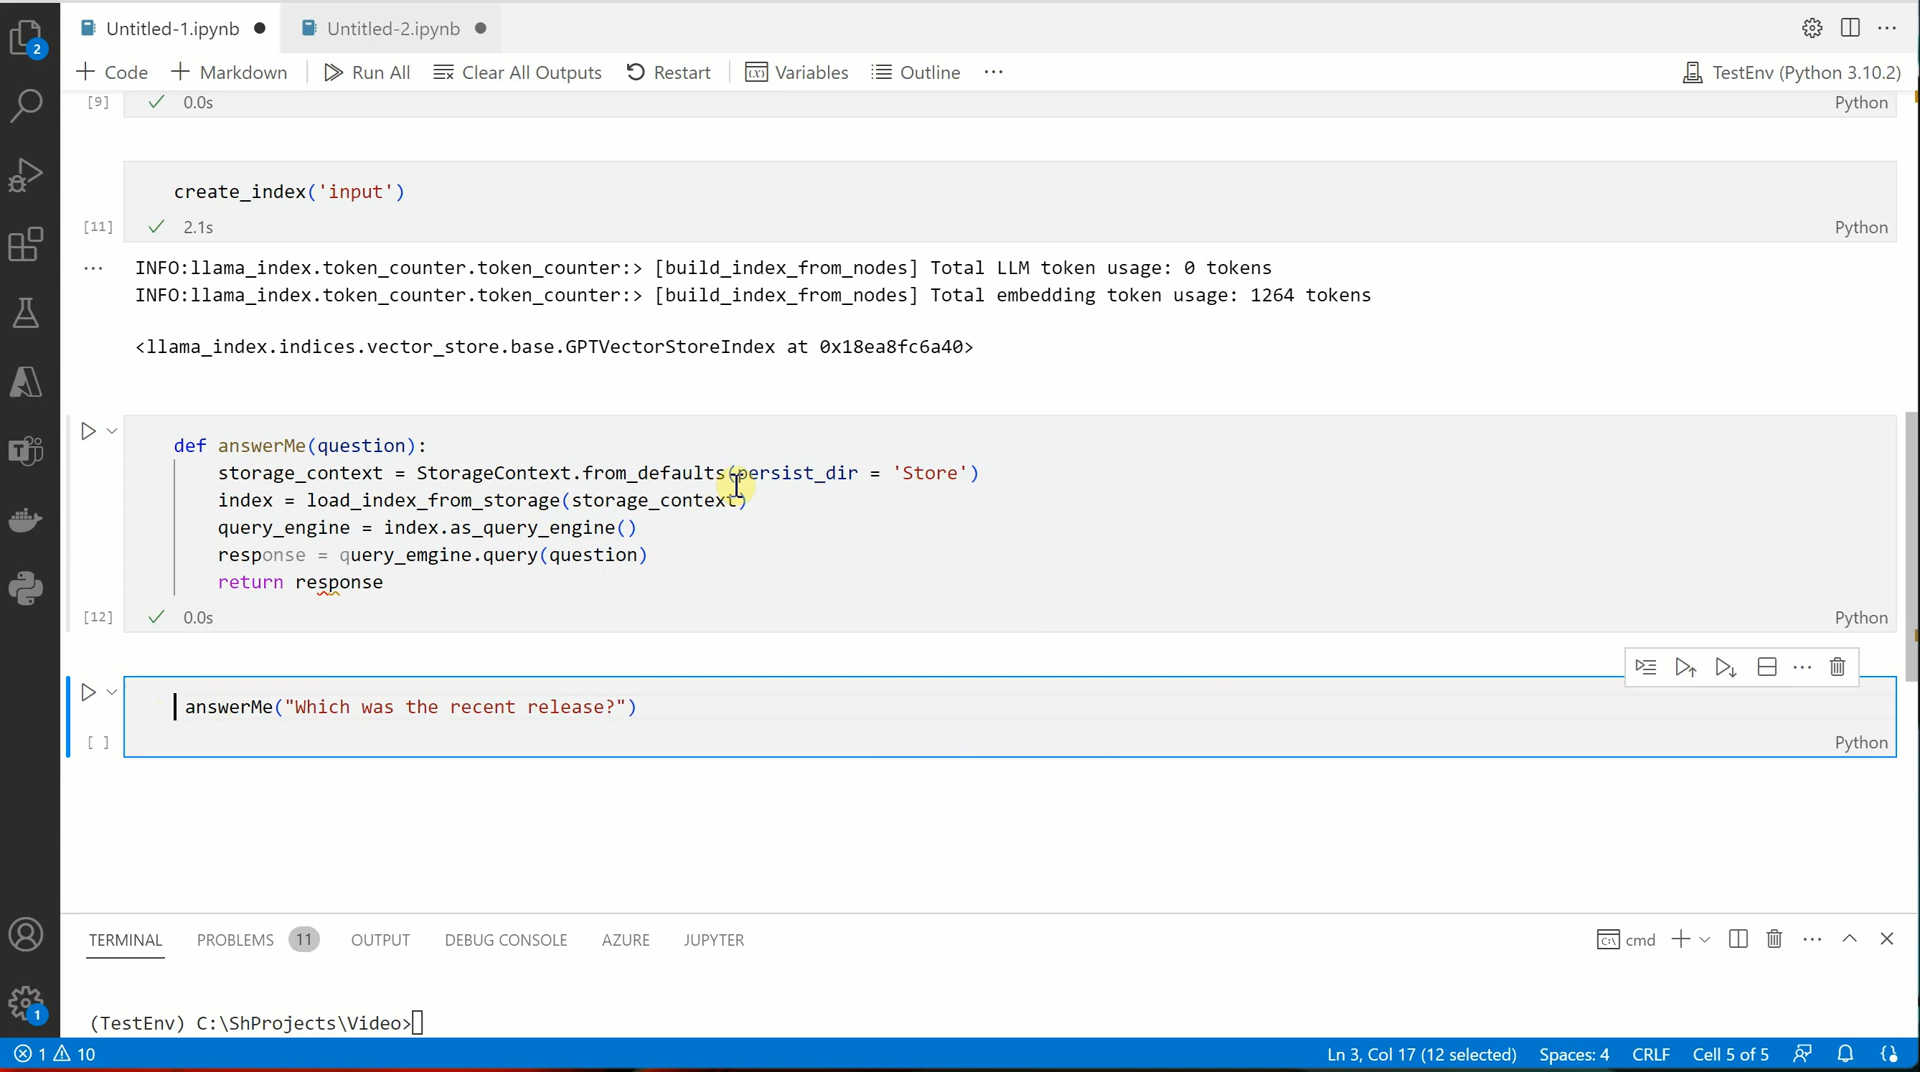 Untitled-1.ipynb
Untitled-2.ipynb
2
Code
Markdown
Run All
Clear All Outputs
Restart
Variables
Outline
TestEnv (Python 3.10.2)
[9]
0.0s
Python
create_index('input')
[11]
2.1s
Python
INFO:llama_index.token_counter.token_counter:> [build_index_from_nodes] Total LLM token usage: 0 tokens
INFO:llama_index.token_counter.token_counter:> [build_index_from_nodes] Total embedding token usage: 1264 tokens
<llama_index.indices.vector_store.base.GPTVectorStoreIndex at 0x18ea8fc6a40>
def answerMe(question):
storage_context = StorageContext.from_defaults(persist_dir = 'Store')
index = load_index_from_storage(storage_context)
query_engine = index.as_query_engine()
response = query_emgine.query(question)
return response
[12]
0.0s
Python
answerMe("Which was the recent release?")
[ ]
Python
TERMINAL
PROBLEMS
11
OUTPUT
DEBUG CONSOLE
AZURE
JUPYTER
cmd
1
(TestEnv) C:\ShProjects\Video>
1
10
Ln 3, Col 17 (12 selected)
Spaces: 4
CRLF
Cell 5 of 5